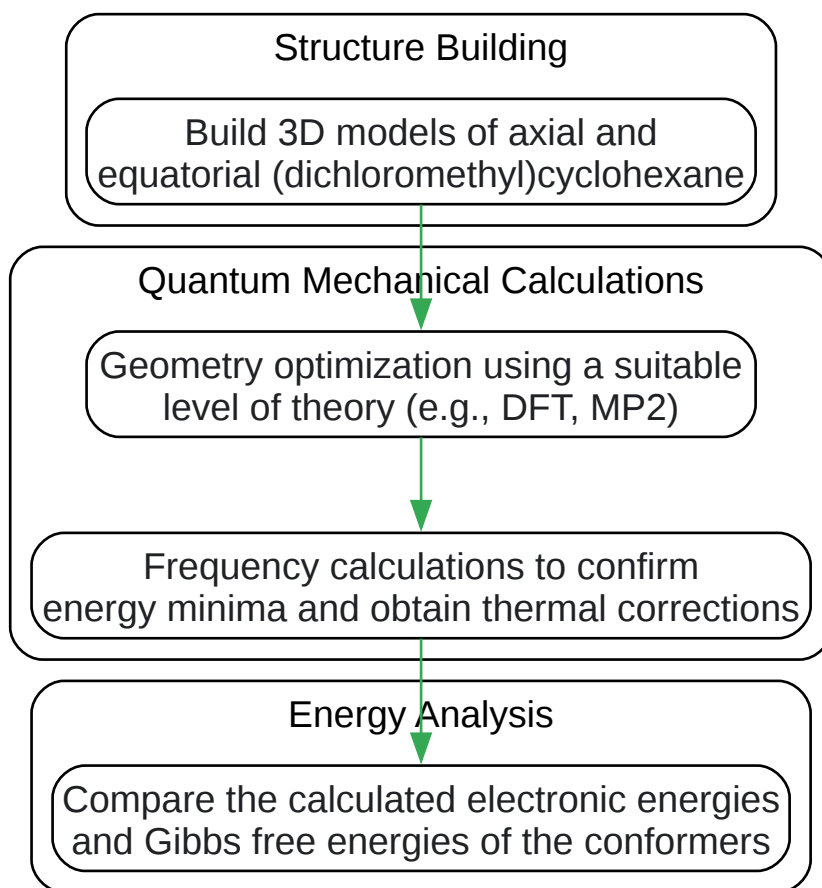 Structure Building
Build 3D models of axial and
equatorial (dichloromethyl)cyclohexane
Quantum Mechanical Calculations
Geometry optimization using a suitable
level of theory (e.g., DFT, MP2)
Frequency calculations to confirm
energy minima and obtain thermal corrections
Energy Analysis
Compare the calculated electronic energies
and Gibbs free energies of the conformers